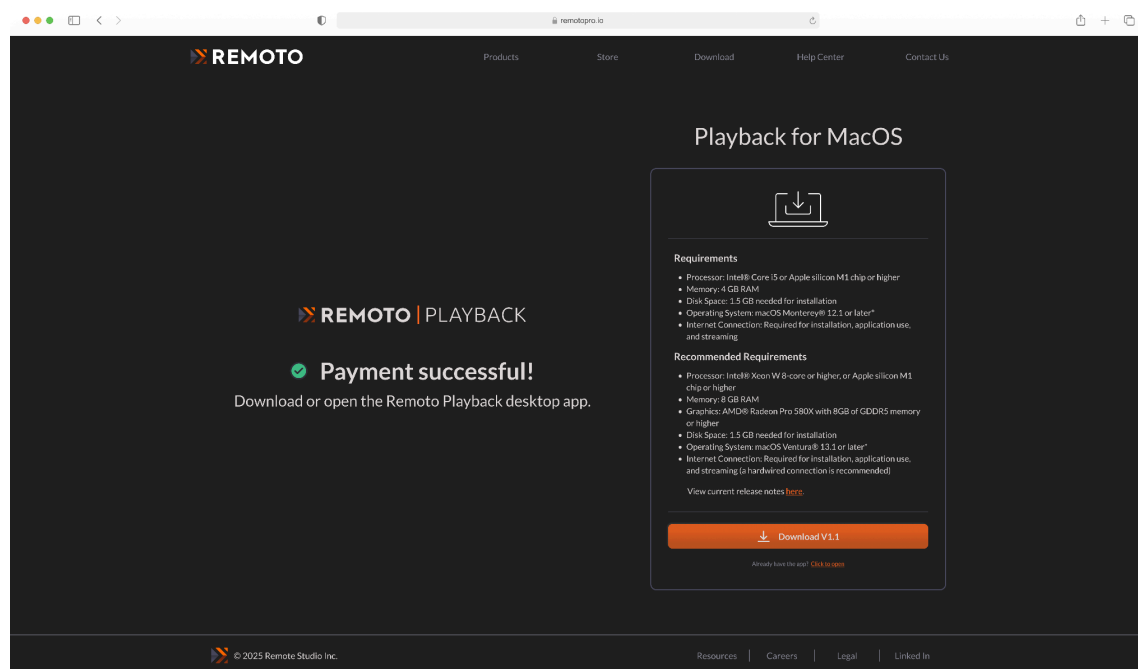 remotopro.io
REMOTO
Products
Store
Download
Help Center
Contact Us
REMOTO | PLAYBACK
Payment successful!
Download or open the Remoto Playback desktop app.
Playback for MacOS
Requirements
• Processor: Intel® Core i5 or Apple silicon M1 chip or higher
• Memory: 4 GB RAM
• Disk Space: 1.5 GB needed for installation
• Operating System: macOS Monterey® 12.1 or later*
• Internet Connection: Required for installation, application use,
and streaming
Recommended Requirements
• Processor: Intel® Xeon W 8-core or higher, or Apple silicon M1
chip or higher
• Memory: 8 GB RAM
• Graphics: AMD® Radeon Pro 580X with 8GB of GDDR5 memory
or higher
• Disk Space: 1.5 GB needed for installation
• Operating System: macOS Ventura® 13.1 or later*
• Internet Connection: Required for installation, application use,
and streaming (a hardwired connection is recommended)
View current release notes here.
Download V1.1
Already have the app? Click to open
© 2025 Remote Studio Inc.
Resources
Careers
Legal
Linked In